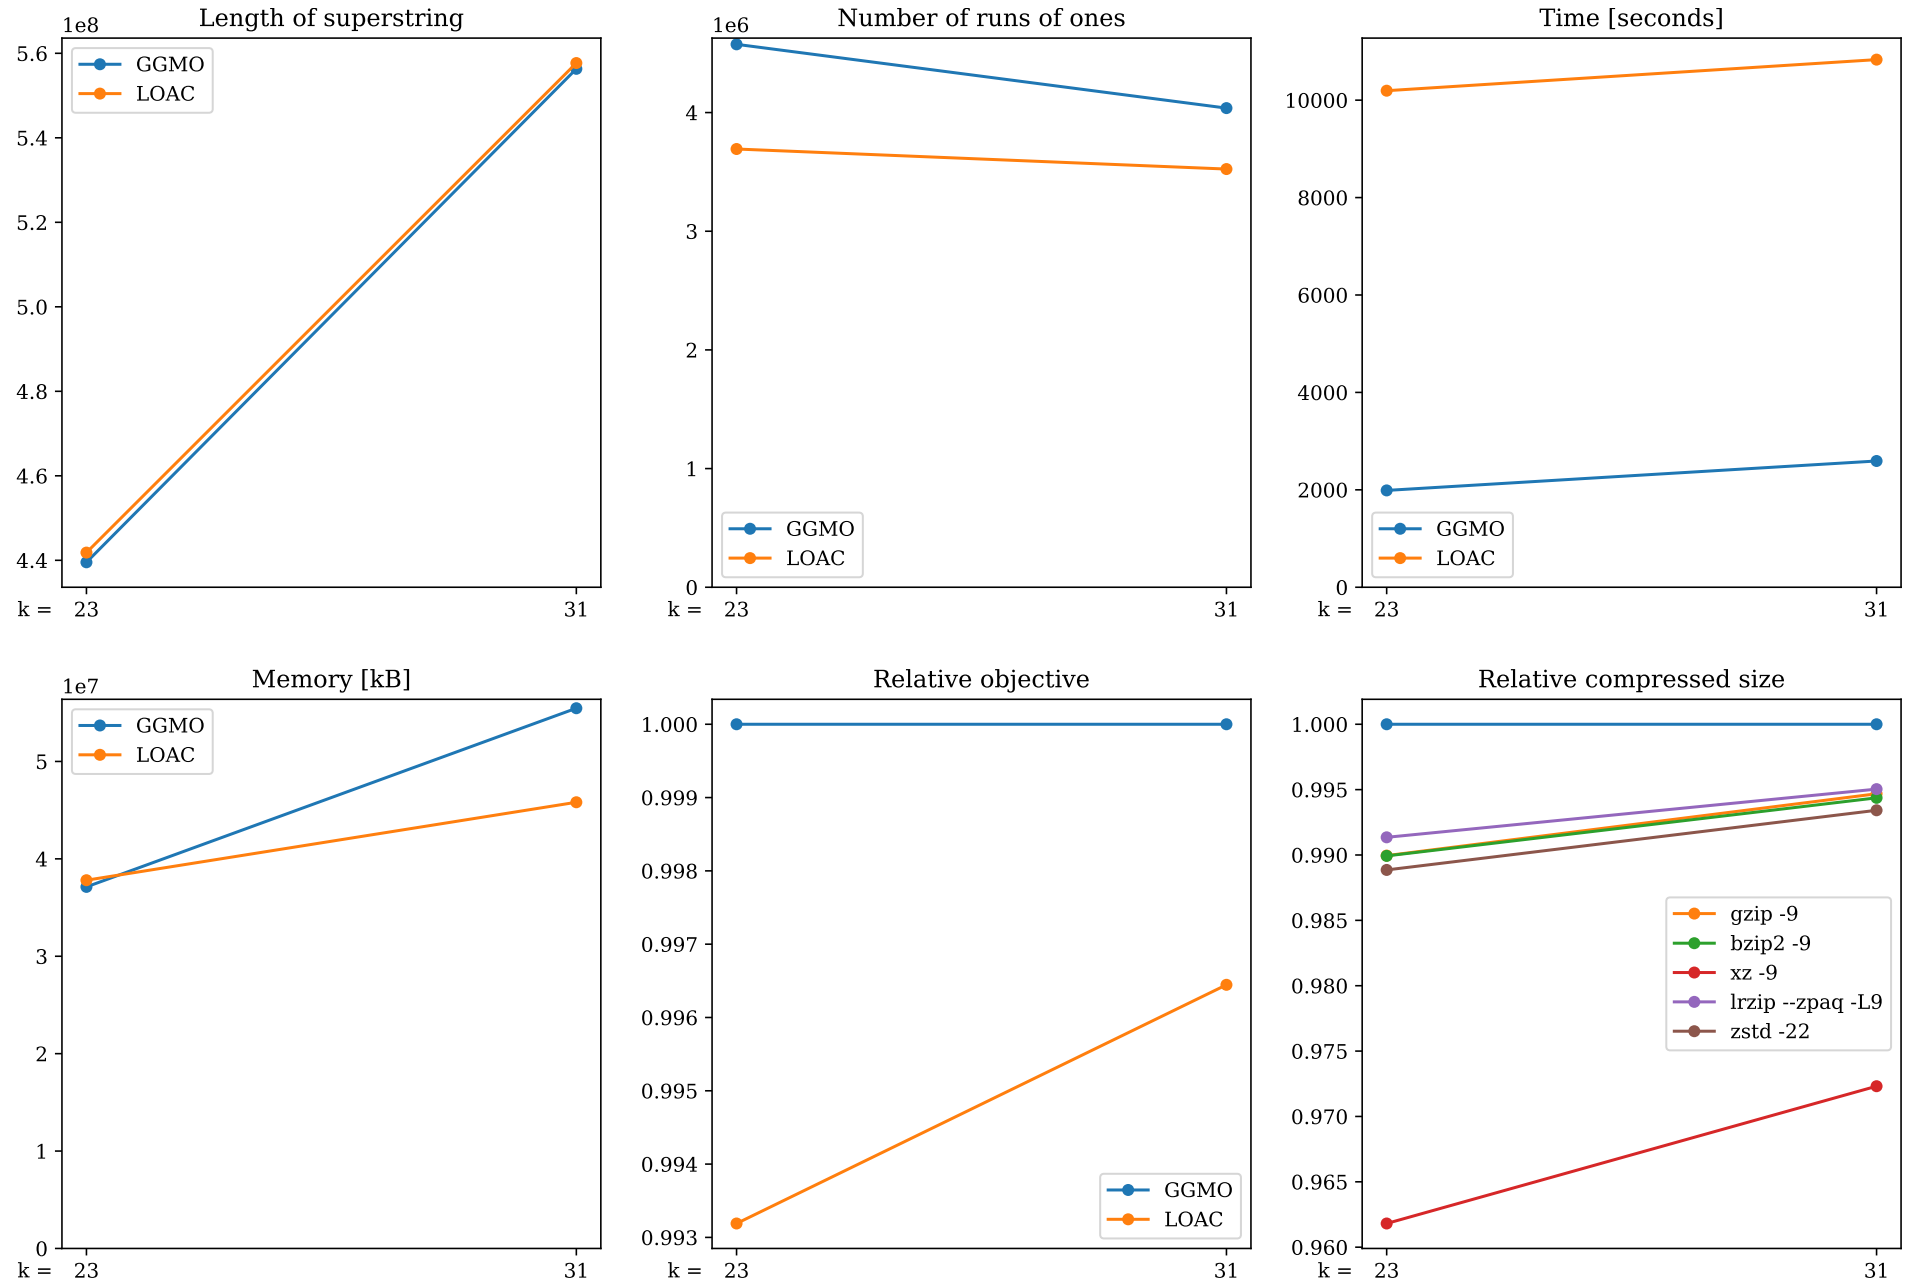 Length of superstring
1e8
5.6
5.4
5.2
5.0
4.8
4.6
4.4
GGMO
LOAC
k = 23 31
Number of runs of ones
1e6
4
3
2
1
0
GGMO
LOAC
k = 23 31
Time [seconds]
10000
8000
6000
4000
2000
0
GGMO
LOAC
k = 23 31
Memory [kB]
1e7
5
4
3
2
1
0
GGMO
LOAC
k = 23 31
Relative objective
1.000
0.999
0.998
0.997
0.996
0.995
0.994
0.993
GGMO
LOAC
k = 23 31
Relative compressed size
1.000
0.995
0.990
0.985
0.980
0.975
0.970
0.965
0.960
gzip -9
bzip2 -9
xz -9
lrzip --zpaq -L9
zstd -22
k = 23 31